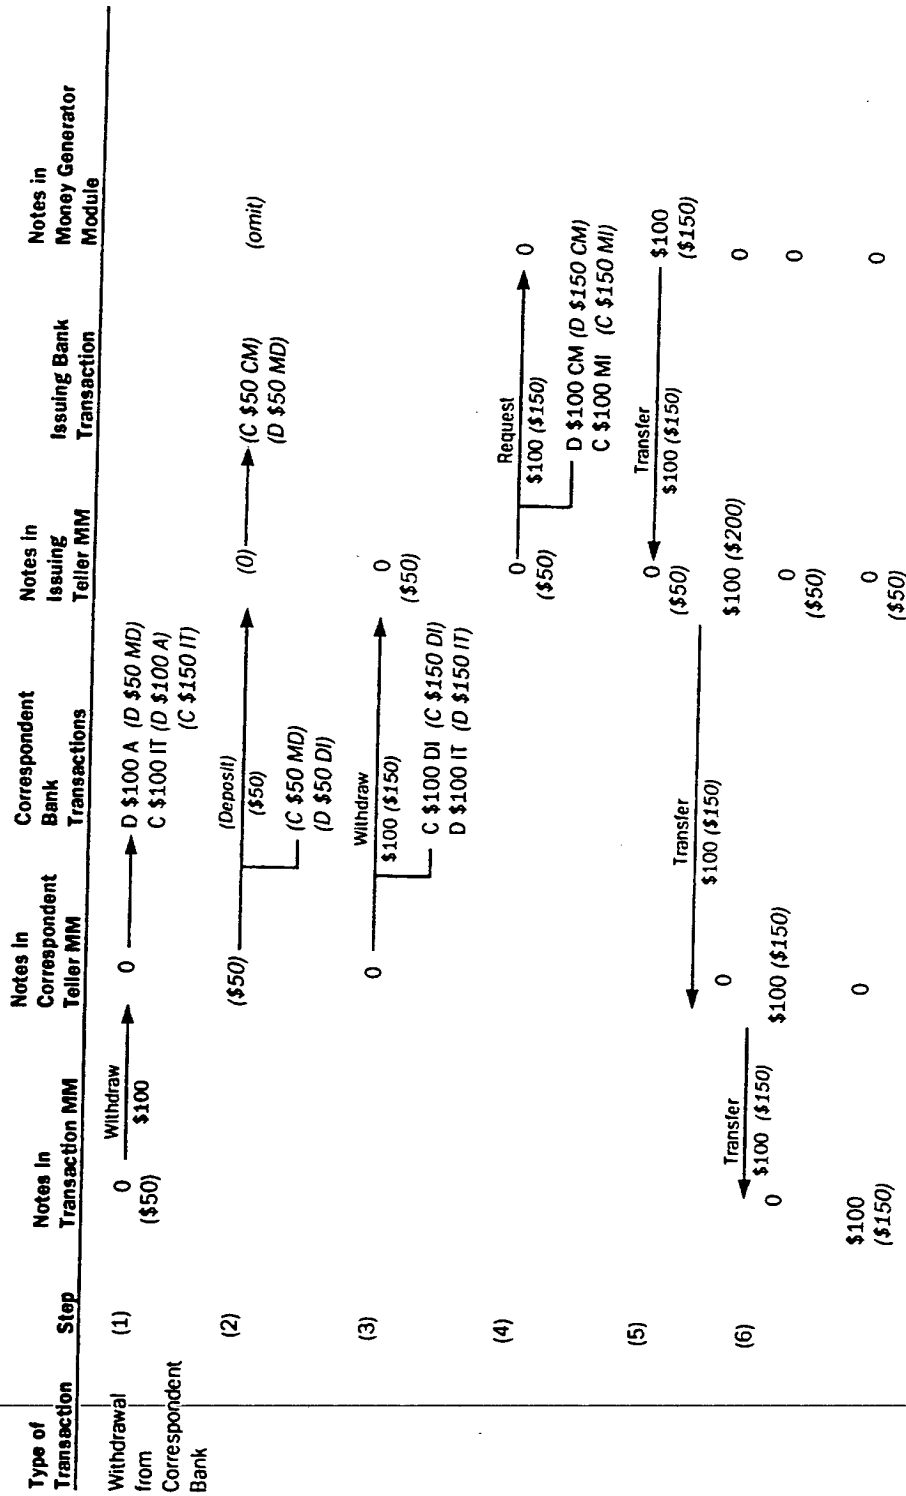 Type of
Transaction
Step
Notes in
Transaction MM
Notes in
Correspondent
Teller MM
Correspondent
Bank
Transactions
Notes in
Issuing
Teller MM
Issuing Bank
Transaction
Notes in
Money Generator
Module
Withdrawal
from
Correspondent
Bank
(1)
0
($50)
Withdraw
$100
0
D $100 A (D $50 MD)
C $100 IT (D $100 A)
(C $150 IT)
(2)
($50)
(Deposit)
($50)
(C $50 MD)
(D $50 DI)
(0)
(C $50 CM)
(D $50 MD)
(omit)
(3)
0
Withdraw
$100 ($150)
C $100 DI (C $150 DI)
D $100 IT (D $150 IT)
0
($50)
(4)
0
($50)
Request
$100 ($150)
D $100 CM (D $150 CM)
C $100 MI (C $150 MI)
0
(5)
0
($50)
Transfer
$100 ($150)
$100
($150)
(6)
Transfer
$100 ($150)
0
Transfer
$100 ($150)
$100 ($200)
0
0
$100 ($150)
0
($50)
0
$100
($150)
0
0
($50)
0